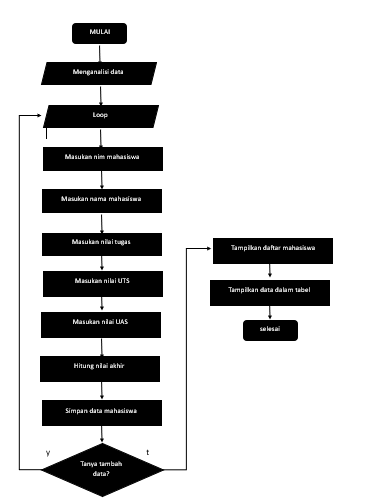 MULAI
Menganalisi data
Loop
Masukan nim mahasiswa
Masukan nama mahasiswa
Masukan nilai tugas
Masukan nilai UTS
Masukan nilai UAS
Hitung nilai akhir
Simpan data mahasiswa
y
t
Tanya tambah
data?
Tampilkan daftar mahasiswa
Tampilkan data dalam tabel
selesai